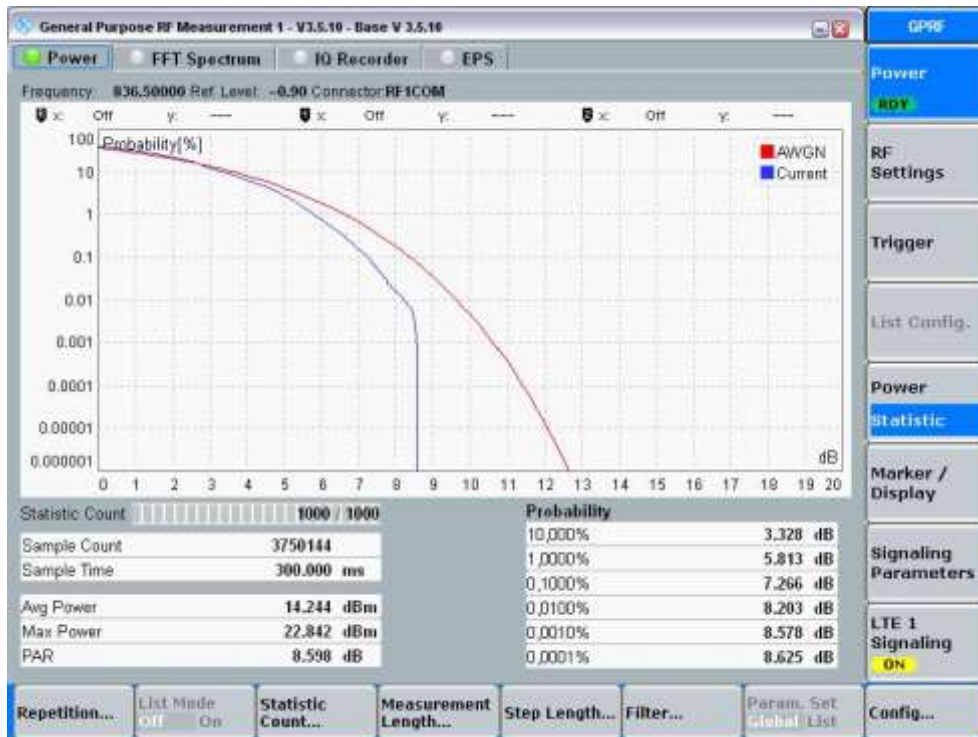 General Purpose RF Measurement 1 - V3.5.10 - Base V 3.5.10
GPRF
Power FFT Spectrum IQ Recorder EPS
Frequency: 836.50000 Ref. Level: -0.90 Connector:RF1COM
x: Off y: --- x: Off y: --- x: Off y: ---
Probability[%]
AWGN
Current
100
10
1
0.1
0.01
0.001
0.0001
0.00001
0.000001
dB
0 1 2 3 4 5 6 7 8 9 10 11 12 13 14 15 16 17 18 19 20
Statistic Count 1000 / 1000
Sample Count 3750144
Sample Time 300.000 ms
Avg Power 14.244 dBm
Max Power 22.842 dBm
PAR 8.598 dB
Probability
10,000% 3.328 dB
1,0000% 5.813 dB
0,1000% 7.266 dB
0,0100% 8.203 dB
0,0010% 8.578 dB
0,0001% 8.625 dB
Power
RDY
RF
Settings
Trigger
List Config.
Power
Statistic
Marker /
Display
Signaling
Parameters
LTE 1
Signaling
ON
Repetition...
List Mode
Off On
Statistic
Count...
Measurement
Length...
Step Length...
Filter...
Param. Set
Global List
Config...